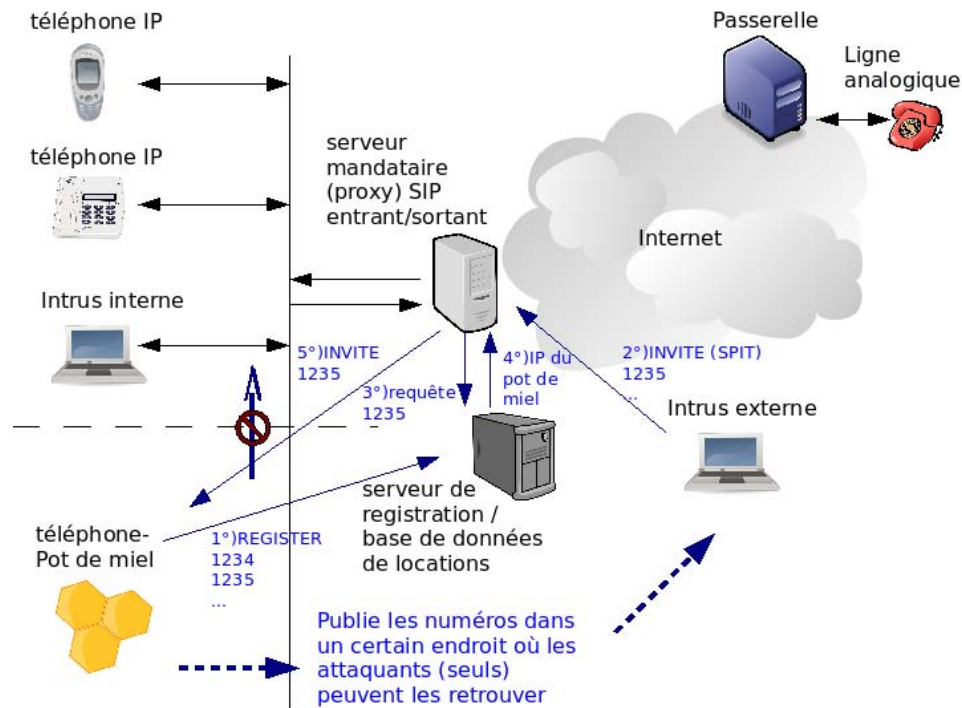 téléphone IP
Passerelle
Ligne
analogique
téléphone IP
serveur
mandataire
(proxy) SIP
entrant/sortant
Internet
Intrus interne
5°)INVITE
1235
3°)requête
1235
4°)IP du
pot de
miel
2°)INVITE (SPIT)
1235
...
Intrus externe
serveur de
registration /
base de données
de locations
téléphone-
Pot de miel
1°)REGISTER
1234
1235
...
Publie les numéros dans
un certain endroit où les
attaquants (seuls)
peuvent les retrouver